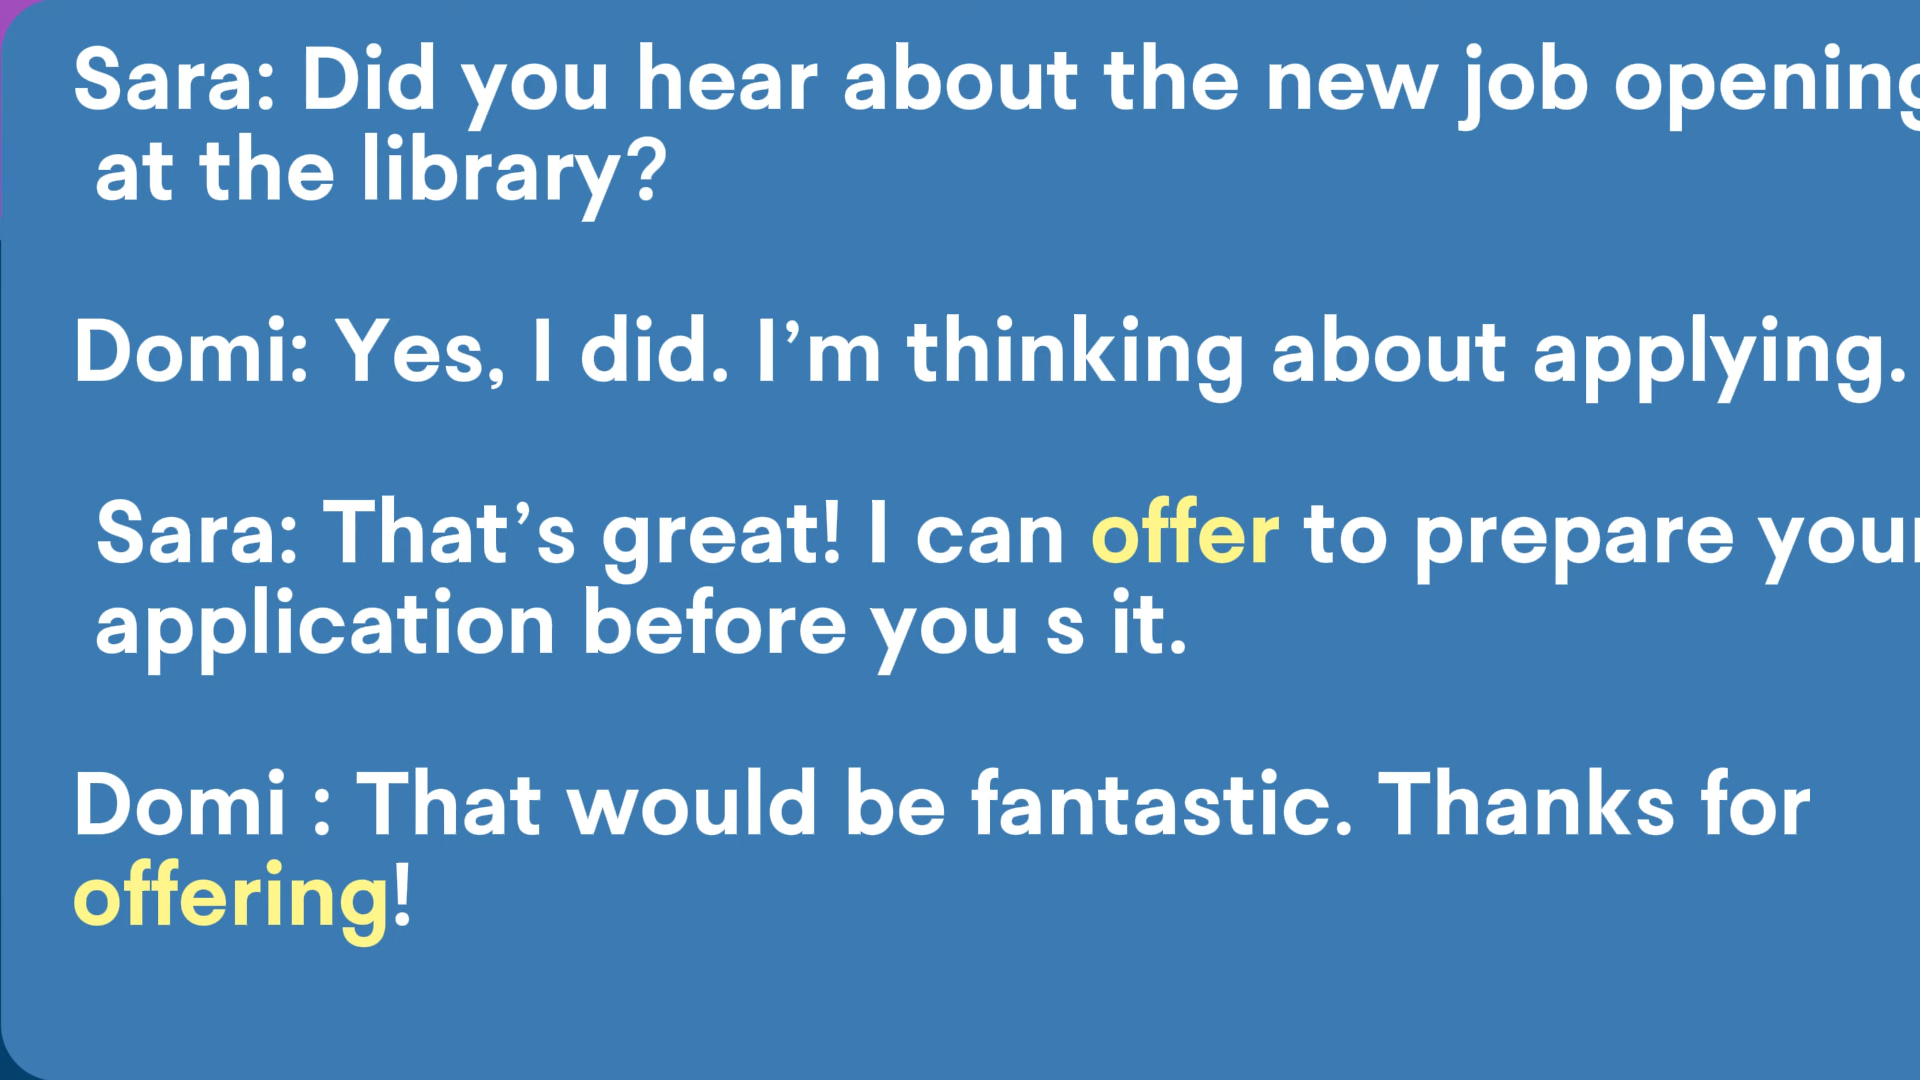 Sara: Did you hear about the new job opening
at the library?
Domi: Yes, I did. I’m thinking about applying.
Sara: That’s great! I can offer to prepare your
application before you s it.
Domi : That would be fantastic. Thanks for
offering!